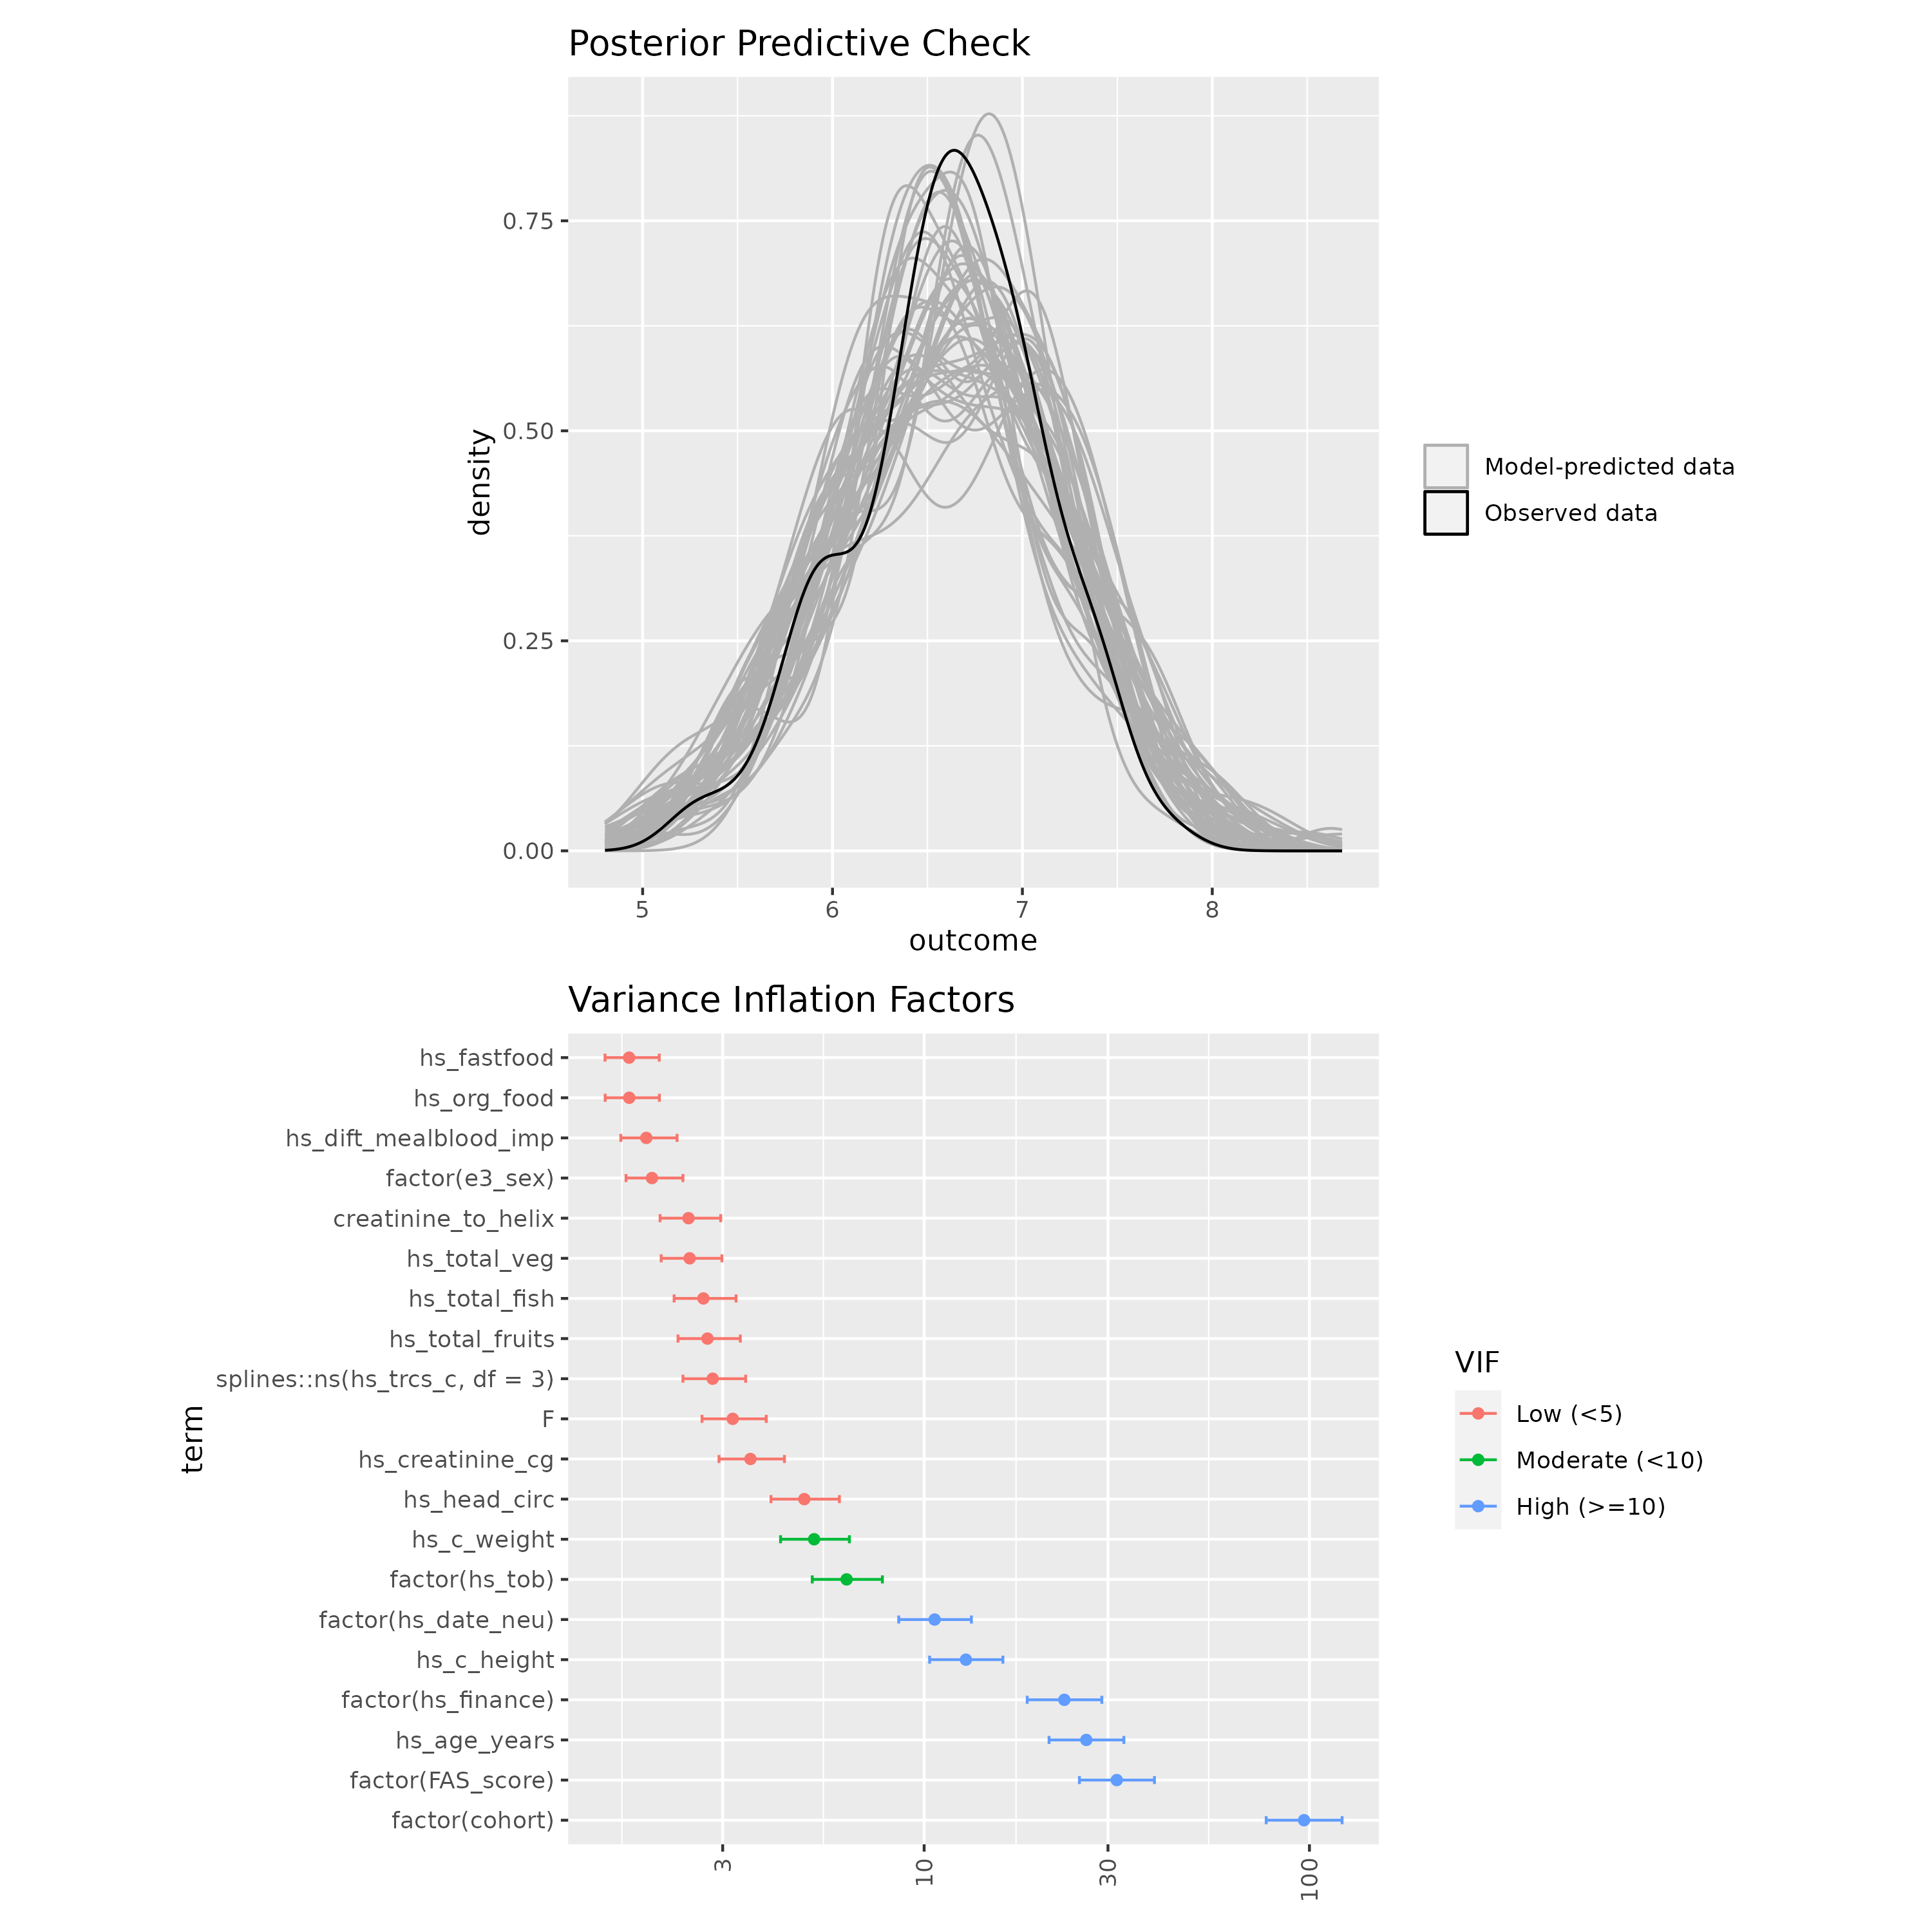 Posterior Predictive Check
density
0.75
0.50
0.25
0.00
5 6 7 8
outcome
Model-predicted data
Observed data
Variance Inflation Factors
term
hs_fastfood
hs_org_food
hs_dift_mealblood_imp
factor(e3_sex)
creatinine_to_helix
hs_total_veg
hs_total_fish
hs_total_fruits
splines::ns(hs_trcs_c, df = 3)
F
hs_creatinine_cg
hs_head_circ
hs_c_weight
factor(hs_tob)
factor(hs_date_neu)
hs_c_height
factor(hs_finance)
hs_age_years
factor(FAS_score)
factor(cohort)
3 10 30 100
VIF
Low (<5)
Moderate (<10)
High (>=10)